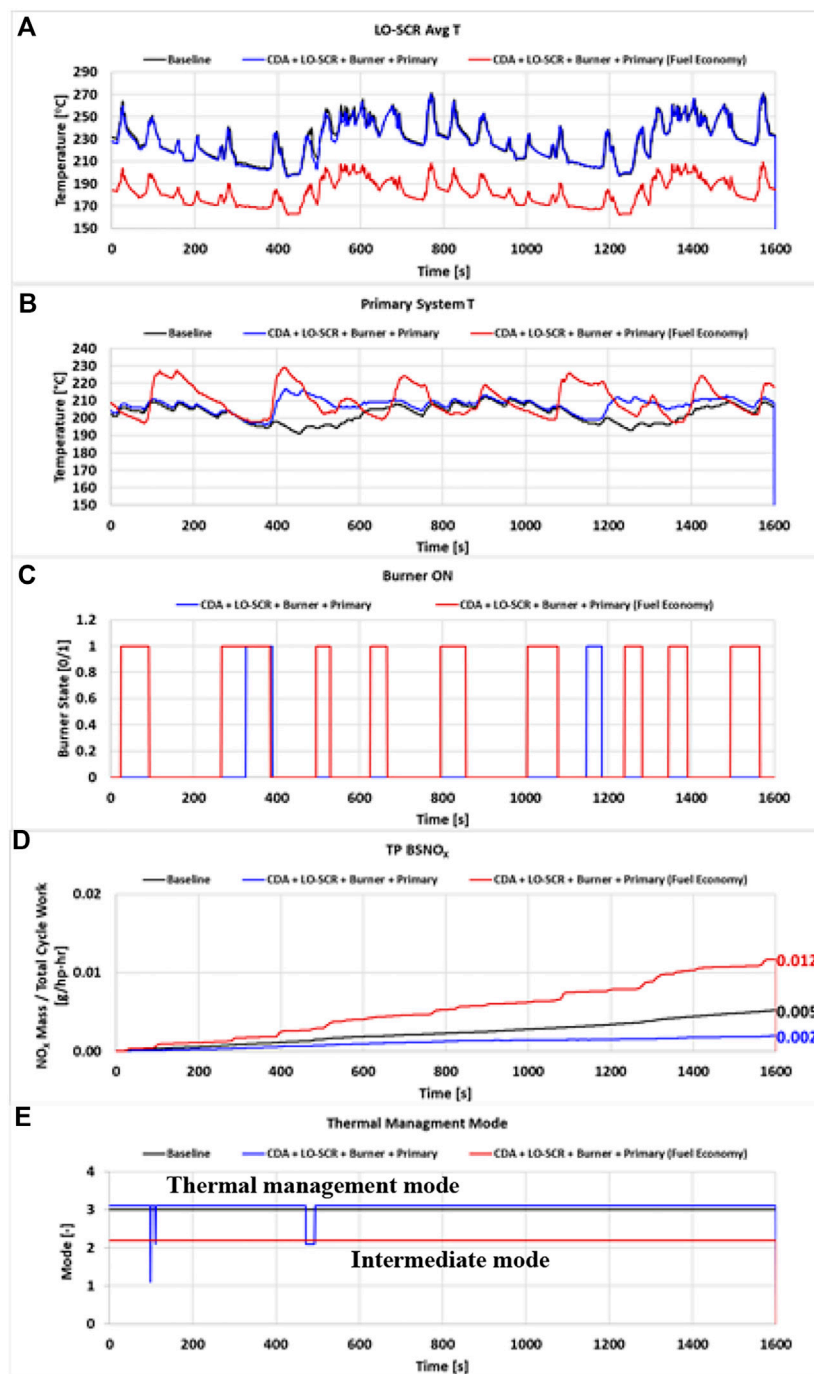 A
LO-SCR Avg T
Baseline CDA + LO-SCR + Burner + Primary CDA + LO-SCR + Burner + Primary (Fuel Economy)
Temperature [°C]
290
270
250
230
210
190
170
150
0 200 400 600 800 1000 1200 1400 1600
Time [s]
B
Primary System T
Baseline CDA + LO-SCR + Burner + Primary CDA + LO-SCR + Burner + Primary (Fuel Economy)
Temperature [°C]
240
230
220
210
200
190
180
170
160
150
0 200 400 600 800 1000 1200 1400 1600
Time [s]
C
Burner ON
CDA + LO-SCR + Burner + Primary CDA + LO-SCR + Burner + Primary (Fuel Economy)
Burner State [0/1]
1.2
1
0.8
0.6
0.4
0.2
0
0 200 400 600 800 1000 1200 1400 1600
Time [s]
D
TP BSNOX
Baseline CDA + LO-SCR + Burner + Primary CDA + LO-SCR + Burner + Primary (Fuel Economy)
NOX Mass / Total Cycle Work
[g/hp-hr]
0.02
0.01
0.00
0.012
0.005
0.002
0 200 400 600 800 1000 1200 1400 1600
Time [s]
E
Thermal Managment Mode
Baseline CDA + LO-SCR + Burner + Primary CDA + LO-SCR + Burner + Primary (Fuel Economy)
Mode [-]
4
3
2
1
0
Thermal management mode
Intermediate mode
0 200 400 600 800 1000 1200 1400 1600
Time [s]